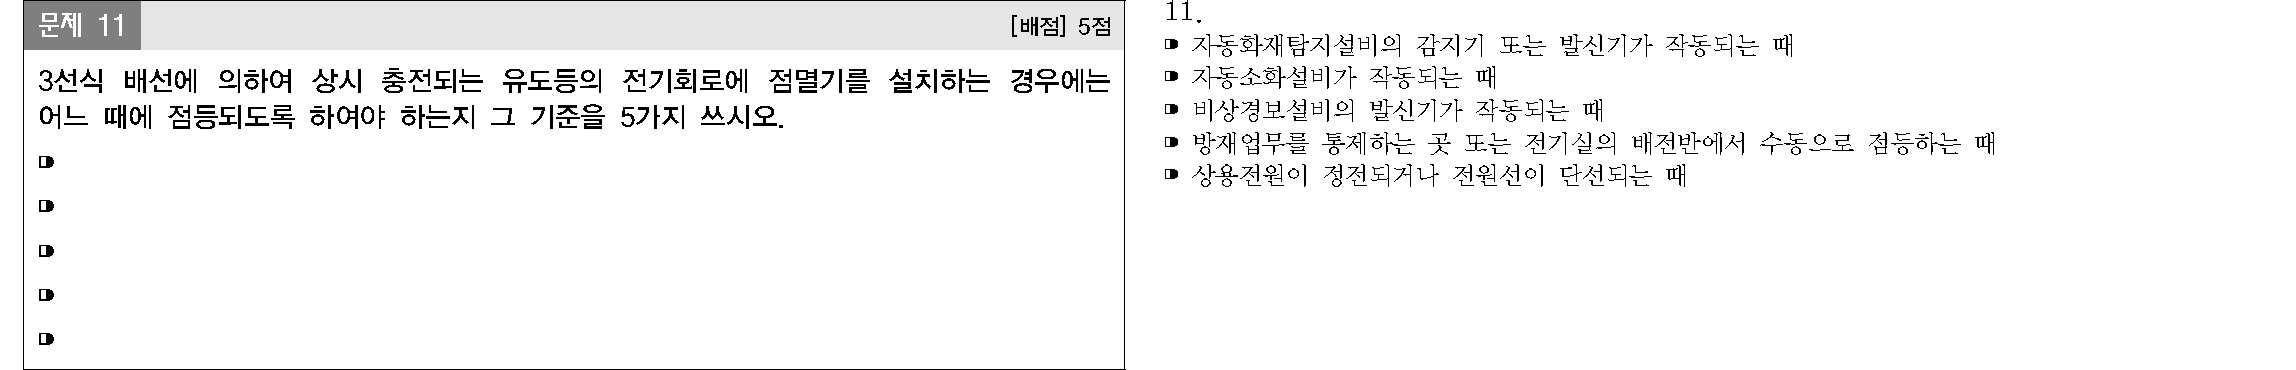 문제 11
[배점] 5점
3선식 배선에 의하여 상시 충전되는 유도등의 전기회로에 점멸기를 설치하는 경우에는
어느 때에 점등되도록 하여야 하는지 그 기준을 5가지 쓰시오.
11.
자동화재탐지설비의 감지기 또는 발신기가 작동되는 때
자동소화설비가 작동되는 때
비상경보설비의 발신기가 작동되는 때
방재업무를 통제하는 곳 또는 전기실의 배전반에서 수동으로 점등하는 때
상용전원이 정전되거나 전원선이 단선되는 때